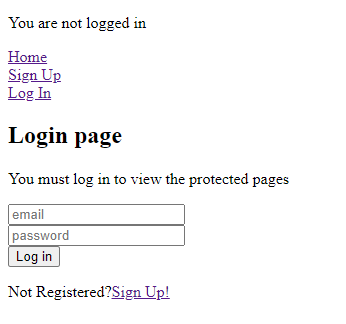 You are not logged in
Home
Sign Up
Log In
Login page
You must log in to view the protected pages
email
password
Log in
Not Registered?Sign Up!